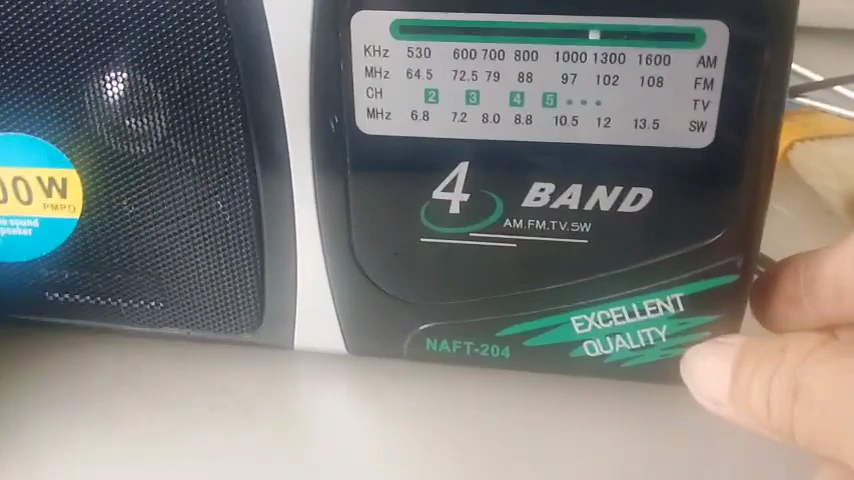 KHz 530 600 700 800 1000 1300 1600 AM
MHz 64.5 72.5 79 88 97 102 108 FM
CH 2 3 4 5 TV
MHz 6.8 7.2 8.0 8.8 10.5 12 13.5 SW
00W
PMPO
4 BAND
AM.FM.TV.SW
EXCELLENT
QUALITY
NAFT-204